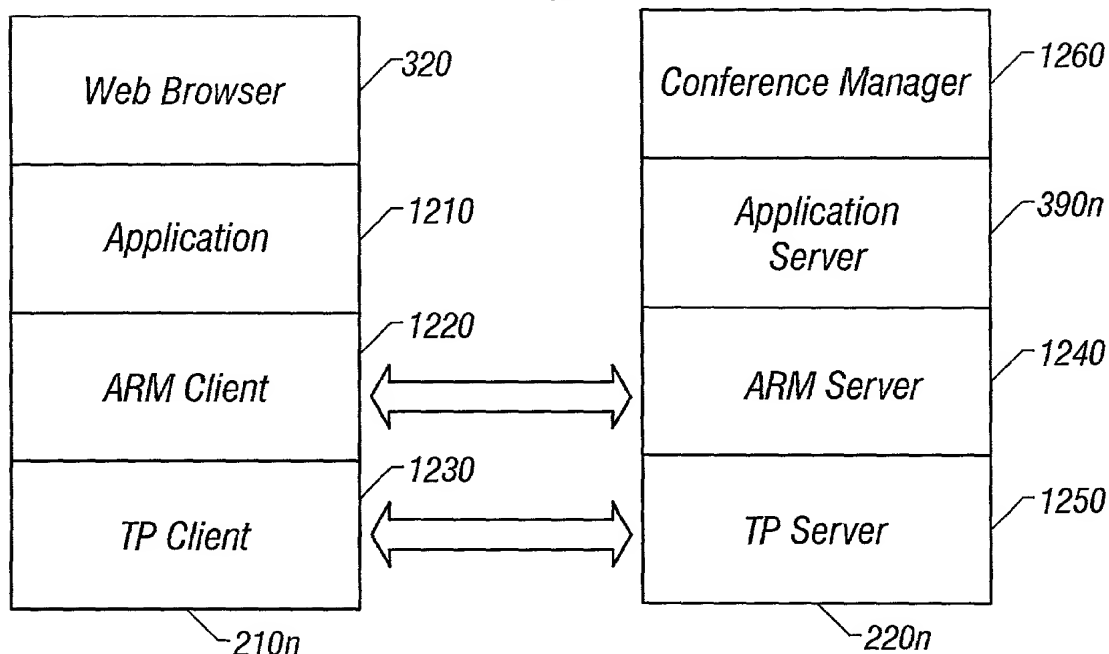 Web Browser
320
Application
1210
ARM Client
1220
TP Client
1230
210n
Conference Manager
1260
Application
Server
390n
ARM Server
1240
TP Server
1250
220n